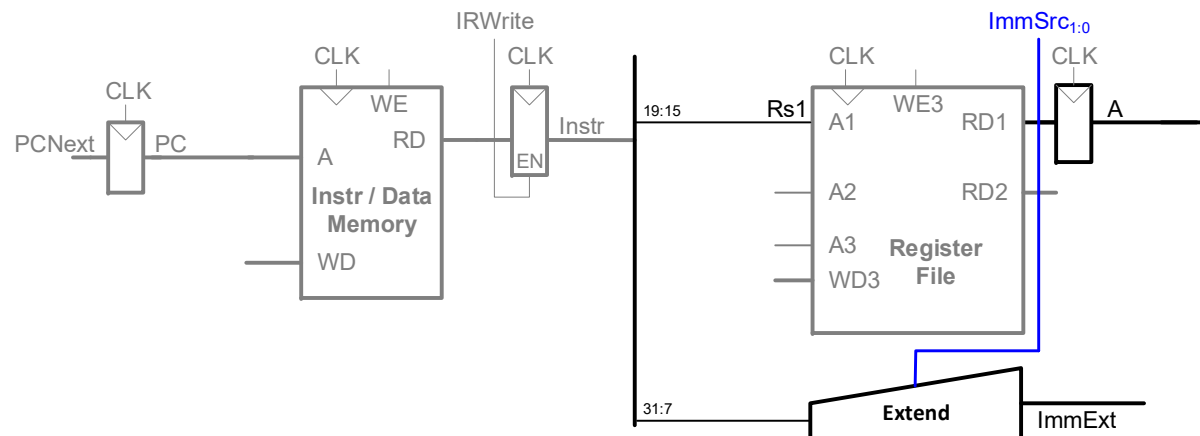 IRWrite
ImmSrc1:0
CLK
CLK
CLK
CLK
CLK
WE
WE3
19:15
Rs1
A1
RD1
A
PCNext
PC
RD
Instr
A
EN
A2
RD2
Instr / Data
Memory
A3
Register
File
WD
WD3
31:7
Extend
ImmExt